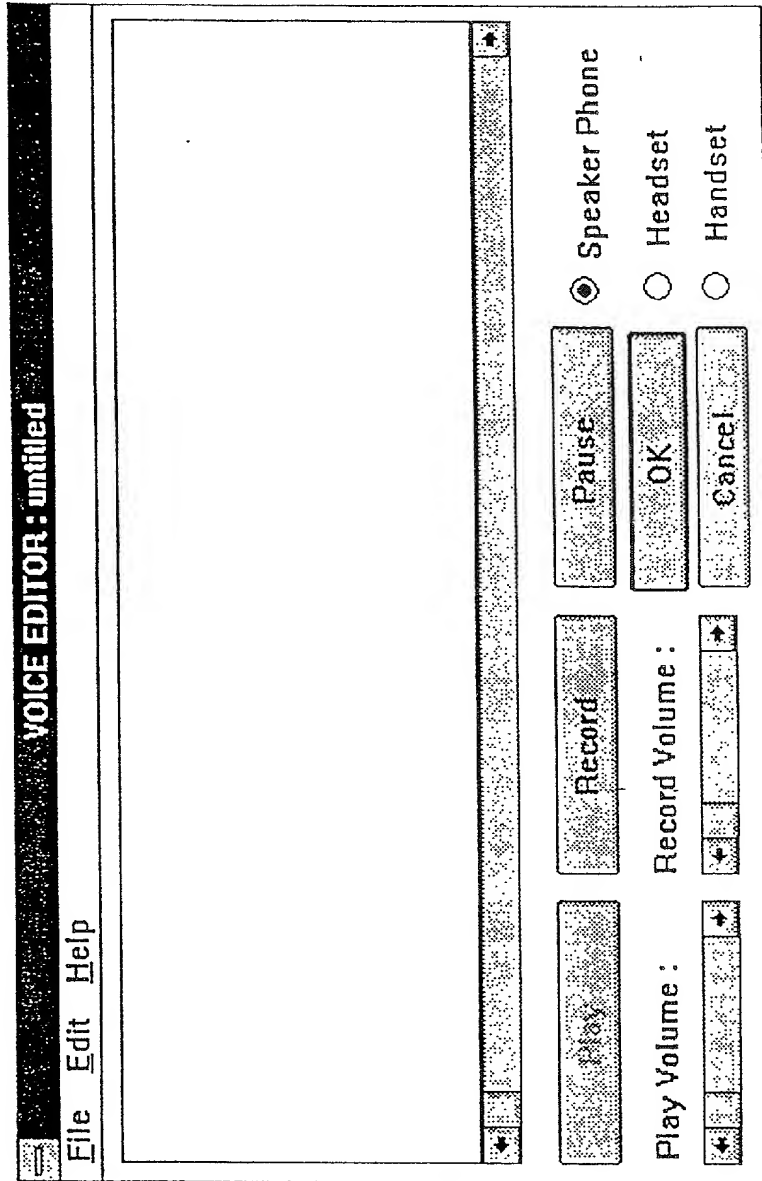 VOICE EDITOR : untitled
File Edit Help
Play Record Pause Speaker Phone
Play Volume : Record Volume : OK Headset
Cancel Handset